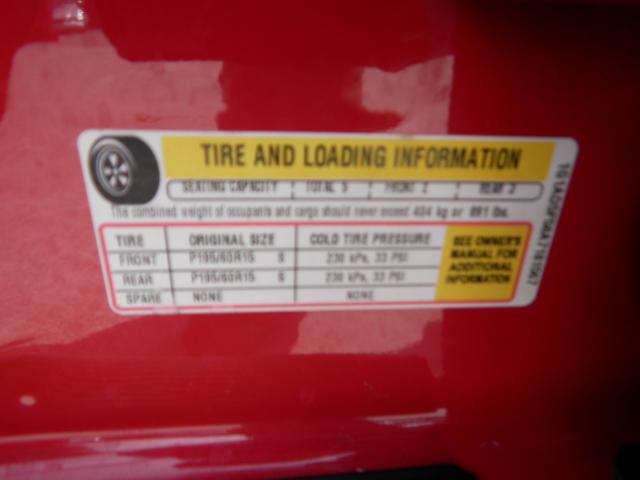 TIRE AND LOADING INFORMATION
SEATING CAPACITY TOTAL 5 FRONT 2 REAR 3
The combined weight of occupants and cargo should never exceed 404 kg or 891 lbs.
TIRE ORIGINAL SIZE COLD TIRE PRESSURE
FRONT P195/60R15 S 230 kPa, 33 PSI
REAR P195/60R15 S 230 kPa, 33 PSI
SPARE NONE NONE
SEE OWNER'S
MANUAL FOR
ADDITIONAL
INFORMATION